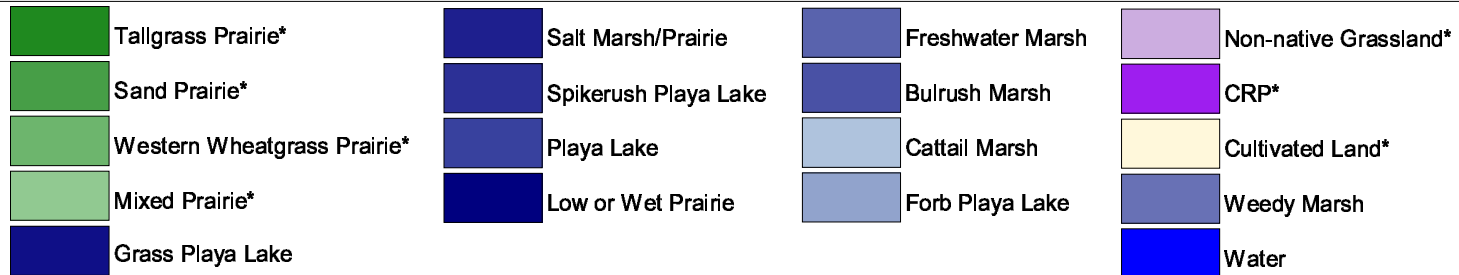 Tallgrass Prairie*
Sand Prairie*
Western Wheatgrass Prairie*
Mixed Prairie*
Grass Playa Lake
Salt Marsh/Prairie
Spikerush Playa Lake
Playa Lake
Low or Wet Prairie
Freshwater Marsh
Bulrush Marsh
Cattail Marsh
Forb Playa Lake
Non-native Grassland*
CRP*
Cultivated Land*
Weedy Marsh
Water